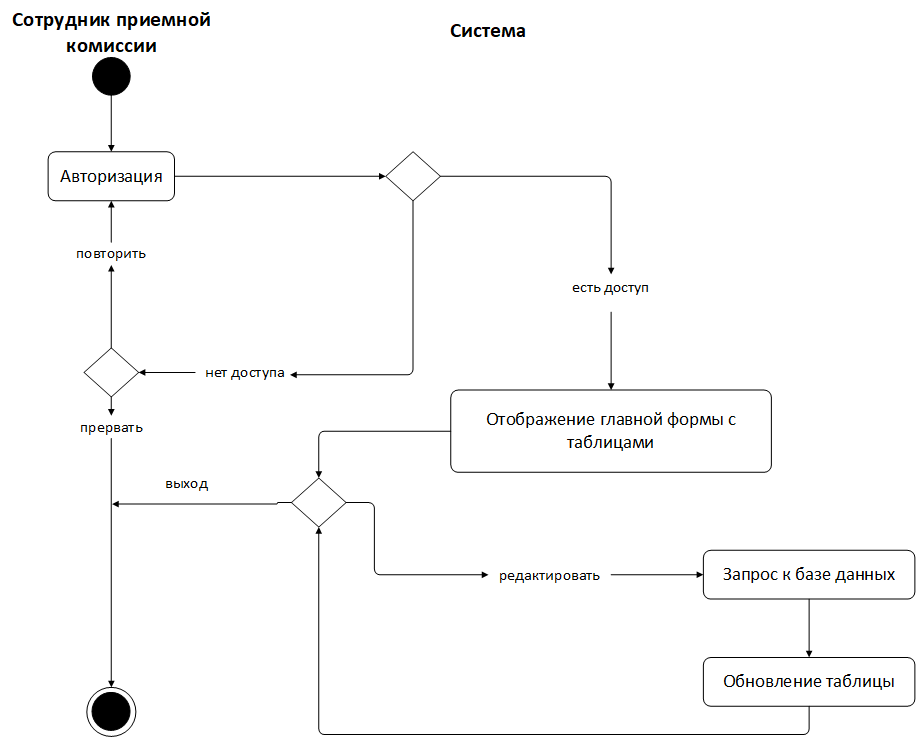 Сотрудник приемной
комиссии
Система
Авторизация
повторить
есть доступ
нет доступа
прервать
Отображение главной формы с
таблицами
выход
редактировать
Запрос к базе данных
Обновление таблицы